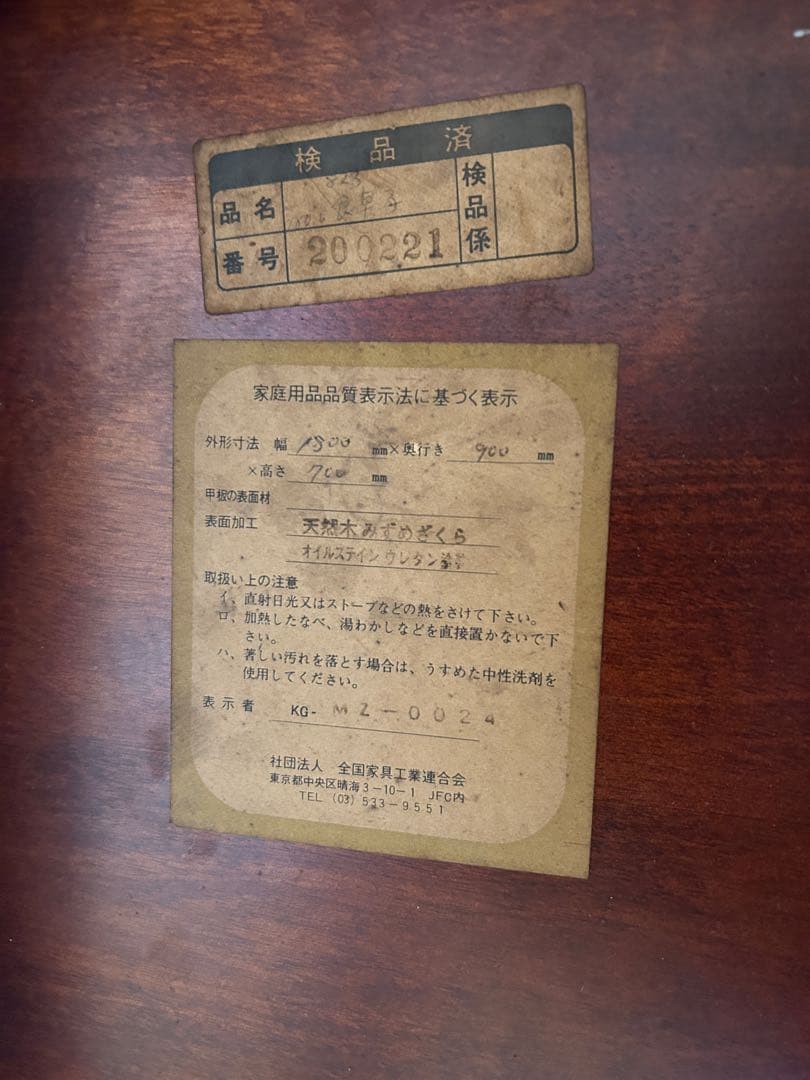 検品済
品名 823 No.6 食卓子
検品係
番号 200221
家庭用品品質表示法に基づく表示
外形寸法 幅 1500 mm×奥行き 900 mm
×高さ 700 mm
甲板の表面材
表面加工 天然木みずめざくら
オイルステイン ウレタン塗装
取扱い上の注意
イ、直射日光又はストーブなどの熱をさけて下さい。
ロ、加熱したなべ、湯わかしなどを直接置かないで下
さい。
ハ、著しい汚れを落とす場合は、うすめた中性洗剤を
使用してください。
表示者 KG- MZ-0024
社団法人 全国家具工業連合会
東京都中央区晴海3-10-1 JFC内
TEL (03) 533-9551